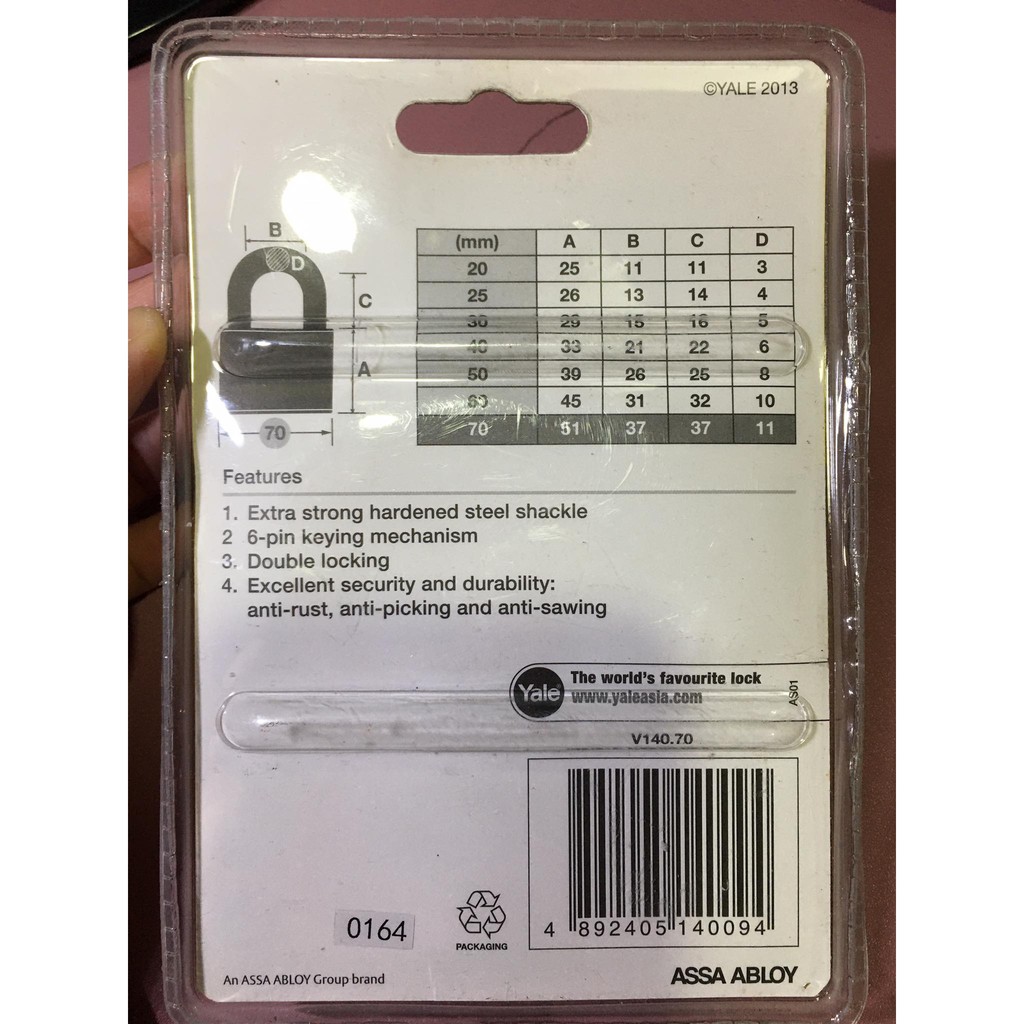 ©YALE 2013
B
D
C
A
70
(mm) A B C D
20 25 11 11 3
25 26 13 14 4
30 29 15 16 5
40 33 21 22 6
50 39 26 25 8
60 45 31 32 10
70 51 37 37 11
Features
1. Extra strong hardened steel shackle
2 6-pin keying mechanism
3. Double locking
4. Excellent security and durability:
anti-rust, anti-picking and anti-sawing
Yale
The world's favourite lock
www.yaleasia.com
AS01
V140.70
4 892405 140094
0164
PACKAGING
An ASSA ABLOY Group brand
ASSA ABLOY